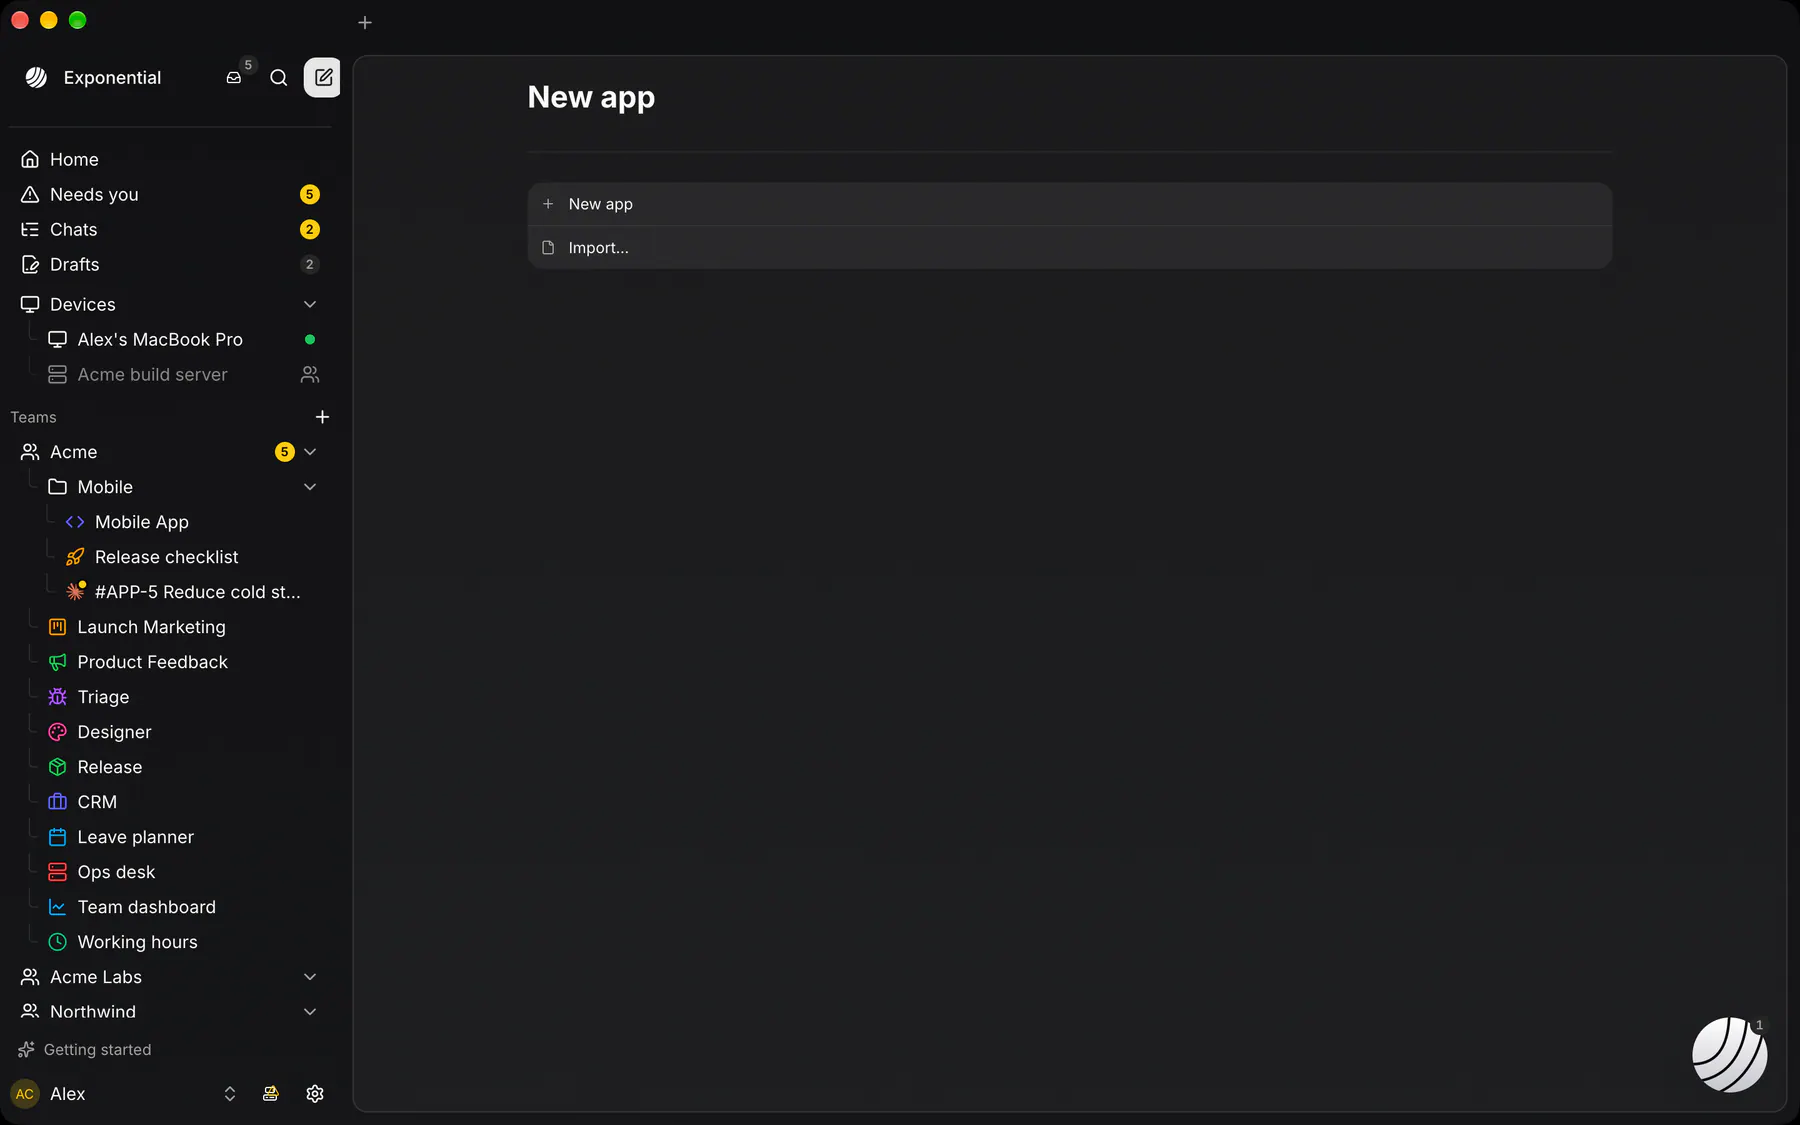 Exponential
5
Home
Needs you
5
Chats
2
Drafts
2
Devices
Alex's MacBook Pro
Acme build server
Teams
Acme
5
Mobile
Mobile App
Release checklist
#APP-5 Reduce cold st...
Launch Marketing
Product Feedback
Triage
Designer
Release
CRM
Leave planner
Ops desk
Team dashboard
Working hours
Acme Labs
Northwind
Getting started
AC
Alex
New app
New app
Import...
1